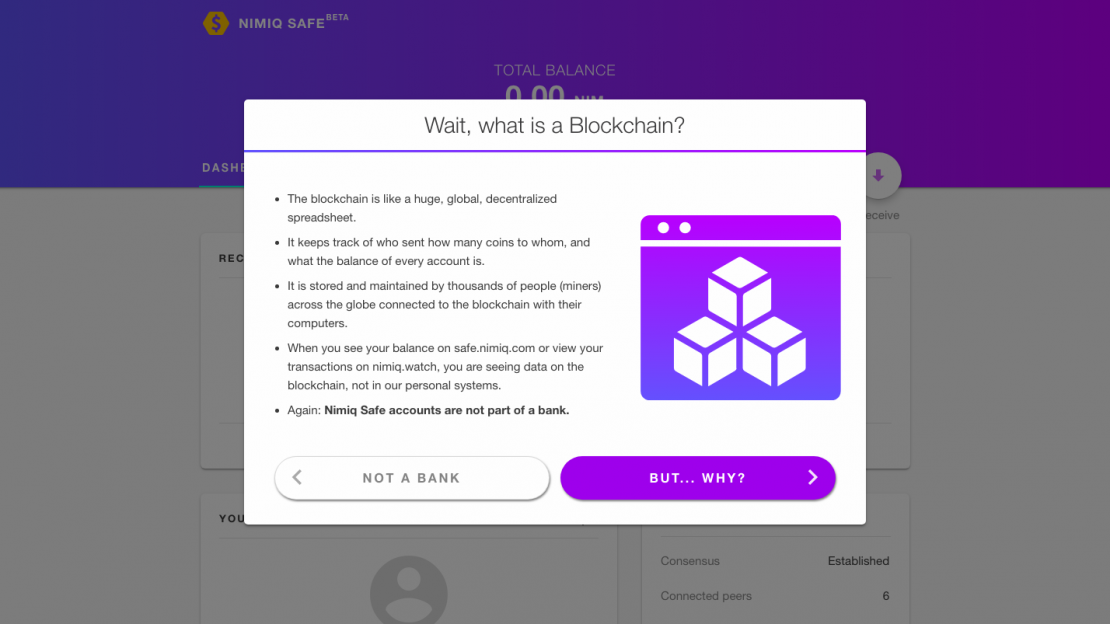 NIMIQ SAFE BETA
TOTAL BALANCE
0.00 NIM
Wait, what is a Blockchain?
• The blockchain is like a huge, global, decentralized
spreadsheet.
• It keeps track of who sent how many coins to whom, and
what the balance of every account is.
• It is stored and maintained by thousands of people (miners)
across the globe connected to the blockchain with their
computers.
• When you see your balance on safe.nimiq.com or view your
transactions on nimiq.watch, you are seeing data on the
blockchain, not in our personal systems.
• Again: Nimiq Safe accounts are not part of a bank.
NOT A BANK
BUT... WHY?
Consensus Established
Connected peers 6